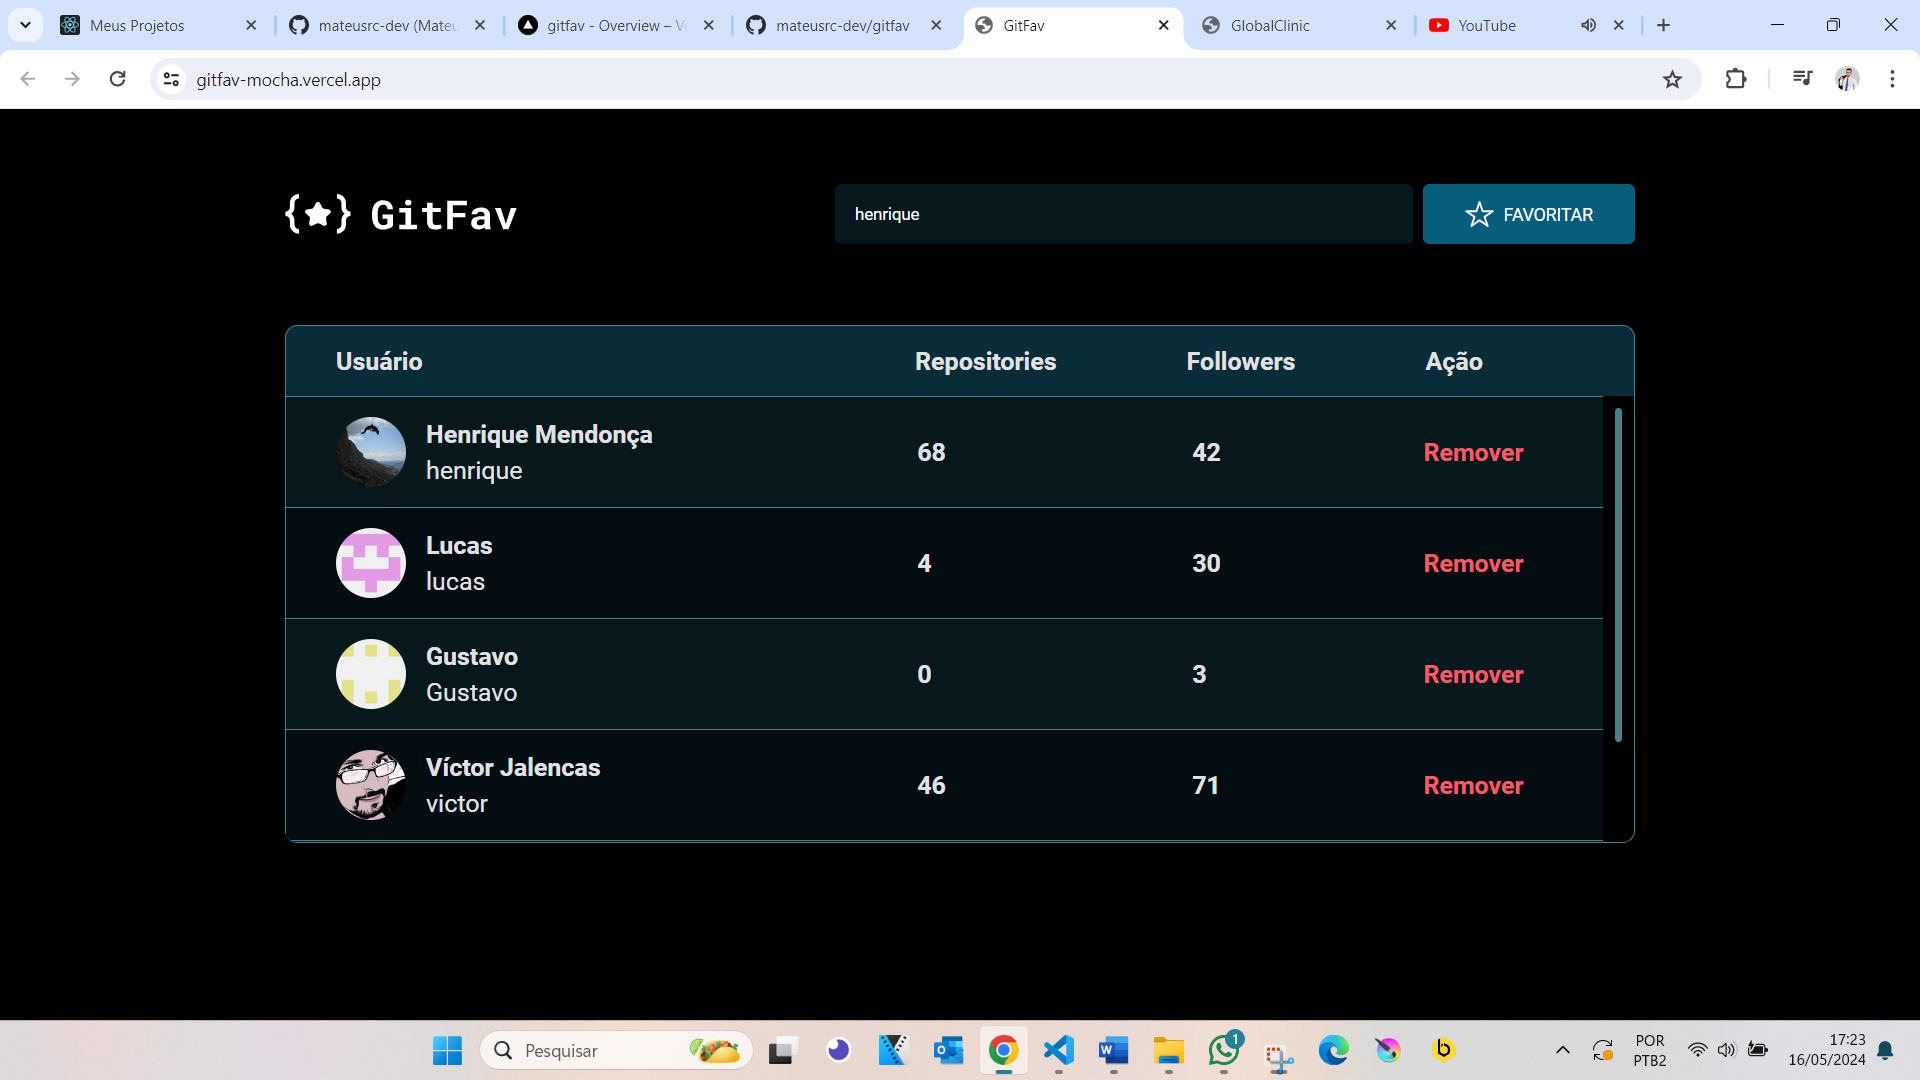 Meus Projetos
mateusrc-dev (Mateu
gitfav - Overview – Ve
mateusrc-dev/gitfav
GitFav
GlobalClinic
YouTube
gitfav-mocha.vercel.app
{★} GitFav
henrique
FAVORITAR
Usuário Repositories Followers Ação
Henrique Mendonça
henrique
68 42 Remover
Lucas
lucas
4 30 Remover
Gustavo
Gustavo
0 3 Remover
Víctor Jalencas
victor
46 71 Remover
Pesquisar
1
POR
PTB2
17:23
16/05/2024